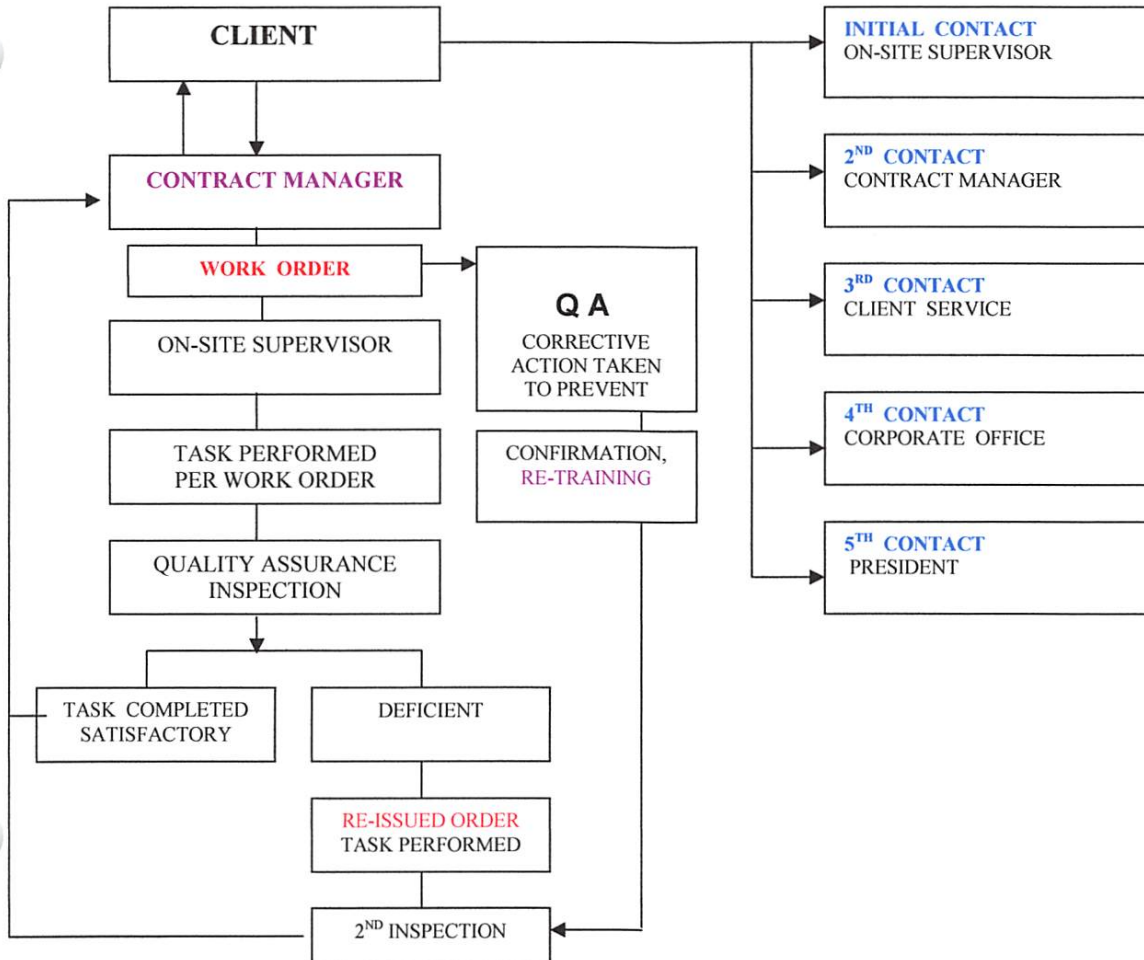 CLIENT
CONTRACT MANAGER
WORK ORDER
ON-SITE SUPERVISOR
TASK PERFORMED
PER WORK ORDER
QUALITY ASSURANCE
INSPECTION
TASK COMPLETED
SATISFACTORY
DEFICIENT
RE-ISSUED ORDER
TASK PERFORMED
2ND INSPECTION
Q A
CORRECTIVE
ACTION TAKEN
TO PREVENT
CONFIRMATION,
RE-TRAINING
INITIAL CONTACT
ON-SITE SUPERVISOR
2ND CONTACT
CONTRACT MANAGER
3RD CONTACT
CLIENT SERVICE
4TH CONTACT
CORPORATE OFFICE
5TH CONTACT
PRESIDENT